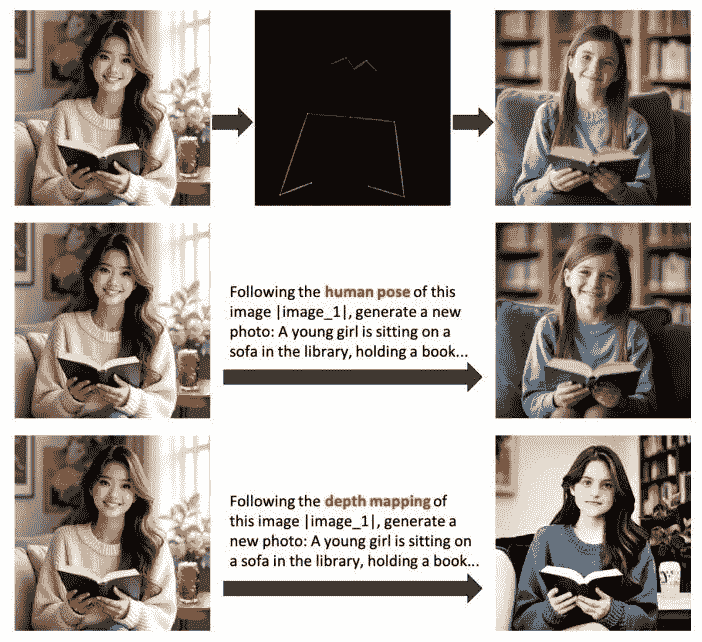 Following the human pose of this
image |image_1|, generate a new
photo: A young girl is sitting on a
sofa in the library, holding a book...
Following the depth mapping of
this image |image_1|, generate a
new photo: A young girl is sitting on
a sofa in the library, holding a book...